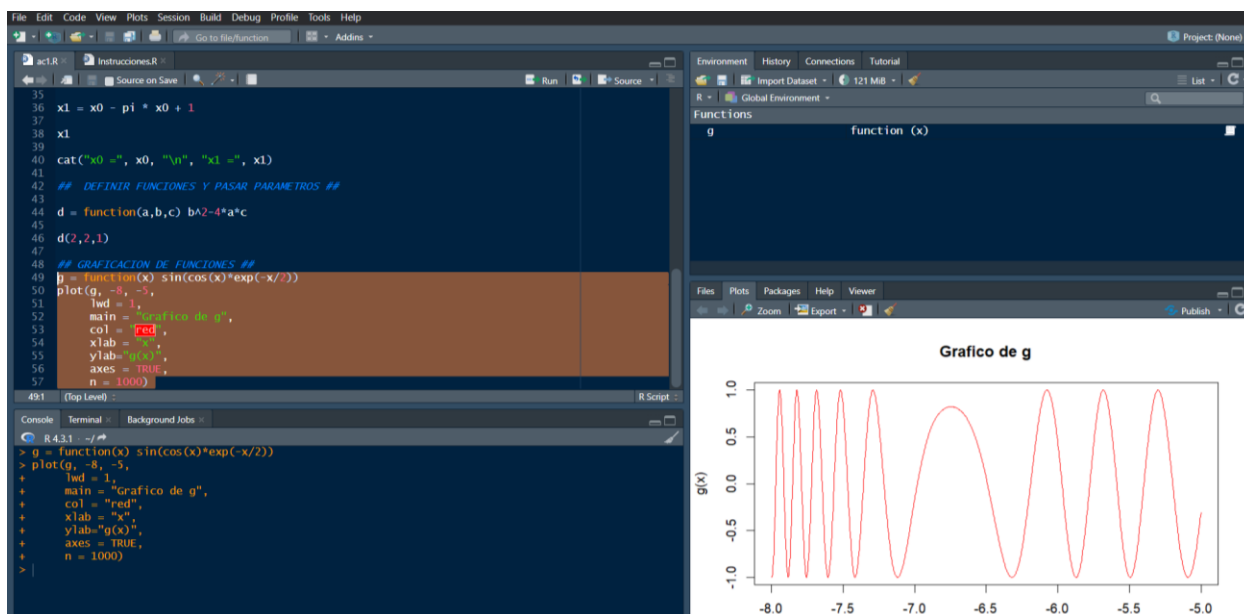 File Edit Code View Plots Session Build Debug Profile Tools Help
Go to file/function Addins Project: (None)
ac1.R Instrucciones.R
Source on Save Run Source
35
36 x1 = x0 - pi * x0 + 1
37
38 x1
39
40 cat("x0 =", x0, "\n", "x1 =", x1)
41
42 ## DEFINIR FUNCIONES Y PASAR PARAMETROS ##
43
44 d = function(a,b,c) b^2-4*a*c
45
46 d(2,2,1)
47
48 ## GRAFICACION DE FUNCIONES ##
49 g = function(x) sin(cos(x)*exp(-x/2))
50 plot(g, -8, -5,
51 lwd = 1,
52 main = "Grafico de g",
53 col = "red",
54 xlab = "x",
55 ylab="g(x)",
56 axes = TRUE,
57 n = 1000)
49:1 (Top Level) R Script
Console Terminal Background Jobs
R 4.3.1 · ~/
> g = function(x) sin(cos(x)*exp(-x/2))
> plot(g, -8, -5,
+ lwd = 1,
+ main = "Grafico de g",
+ col = "red",
+ xlab = "x",
+ ylab="g(x)",
+ axes = TRUE,
+ n = 1000)
>
Environment History Connections Tutorial
Import Dataset 121 MiB List
R Global Environment
Functions
g function (x)
Files Plots Packages Help Viewer
Zoom Export Publish
Grafico de g
g(x)
1.0
0.5
0.0
-0.5
-1.0
-8.0 -7.5 -7.0 -6.5 -6.0 -5.5 -5.0